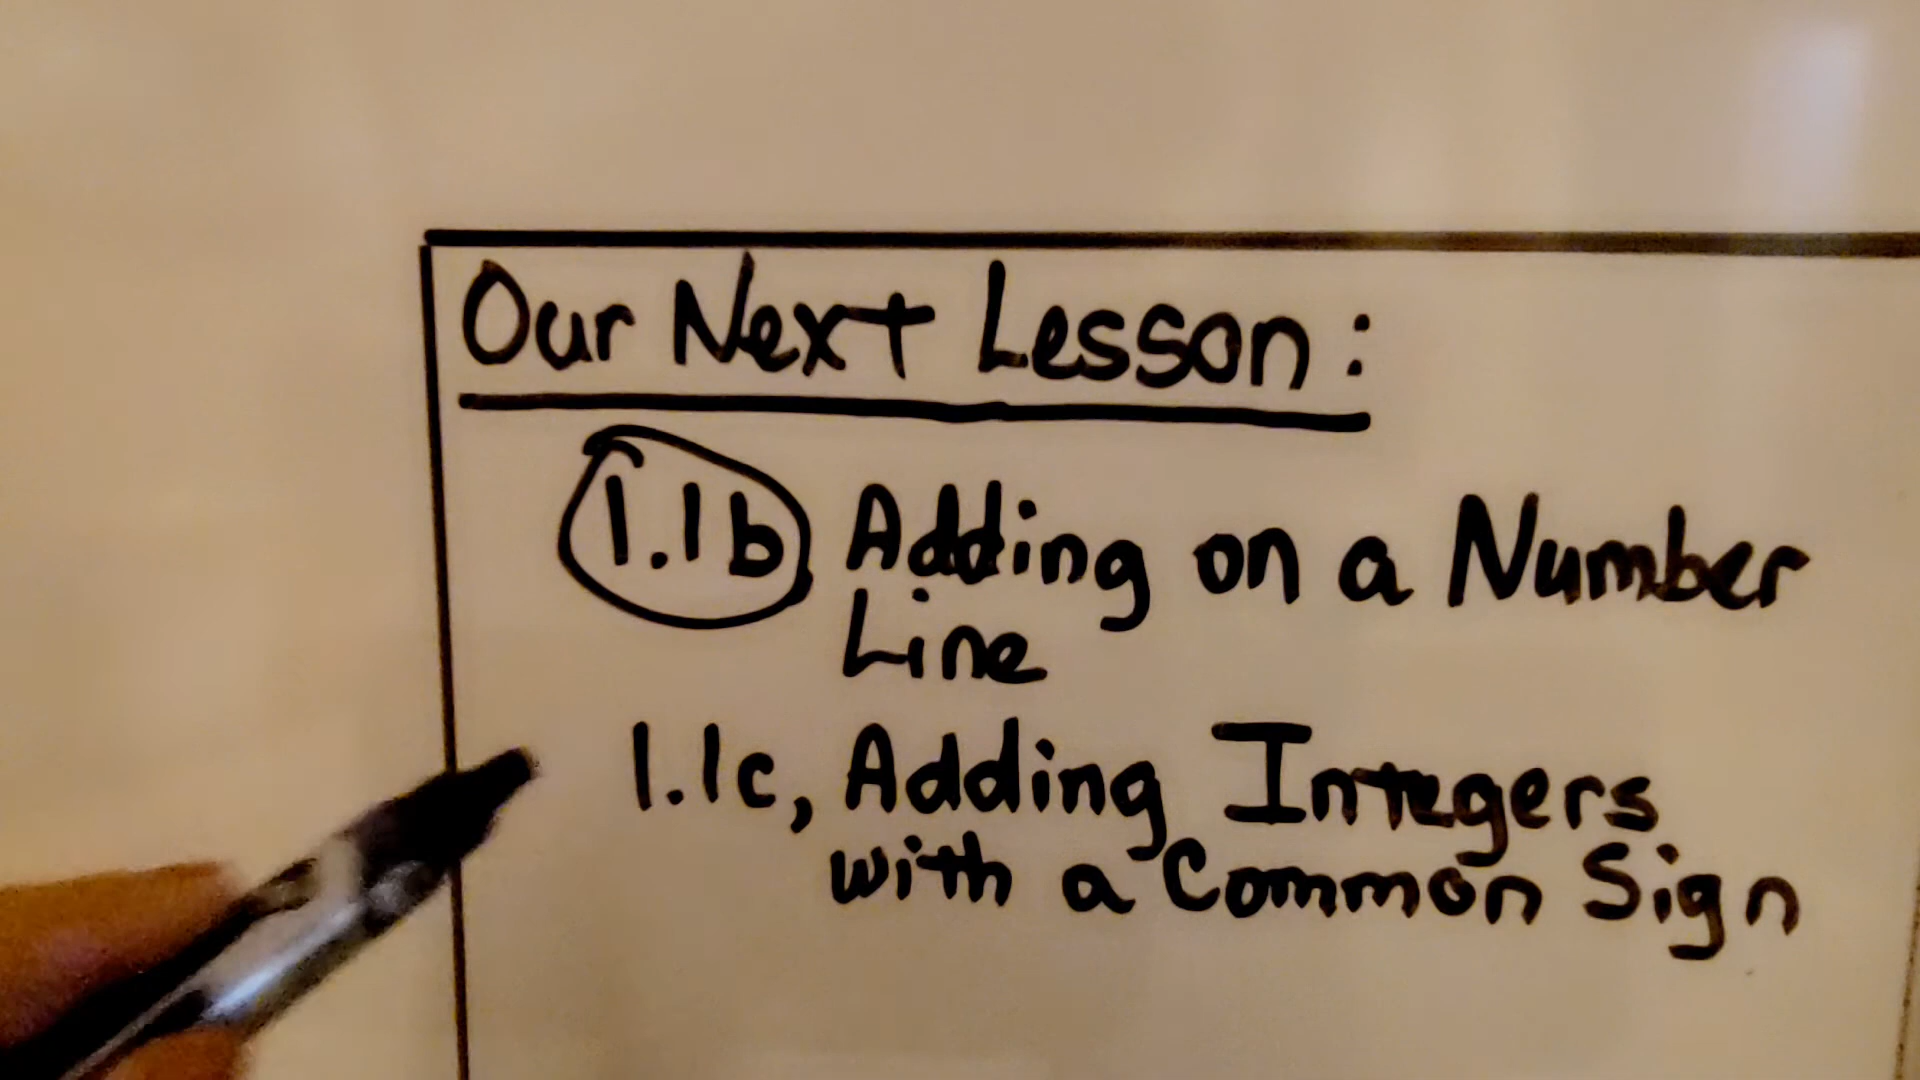 Our Next Lesson:
1.1b Adding on a Number
Line
1.1c, Adding Integers
with a Common Sign